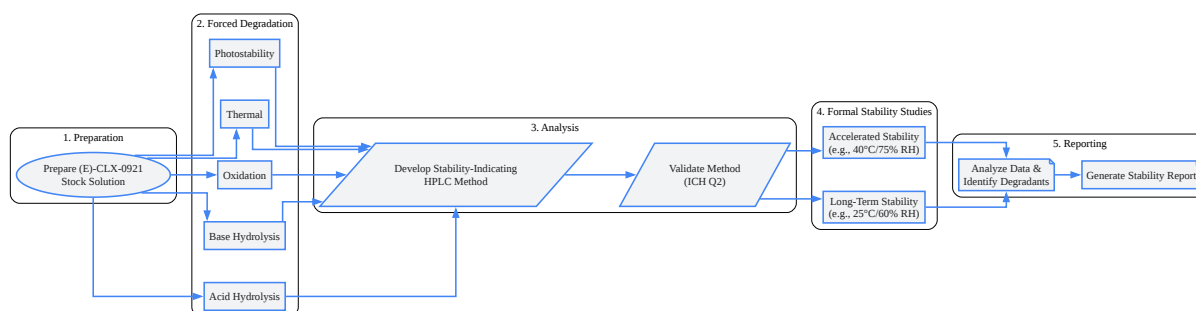 1. Preparation
Prepare (E)-CLX-0921
Stock Solution
2. Forced Degradation
Photostability
Thermal
Oxidation
Base Hydrolysis
Acid Hydrolysis
3. Analysis
Develop Stability-Indicating
HPLC Method
Validate Method
(ICH Q2)
4. Formal Stability Studies
Accelerated Stability
(e.g., 40°C/75% RH)
Long-Term Stability
(e.g., 25°C/60% RH)
5. Reporting
Analyze Data &
Identify Degradants
Generate Stability Report